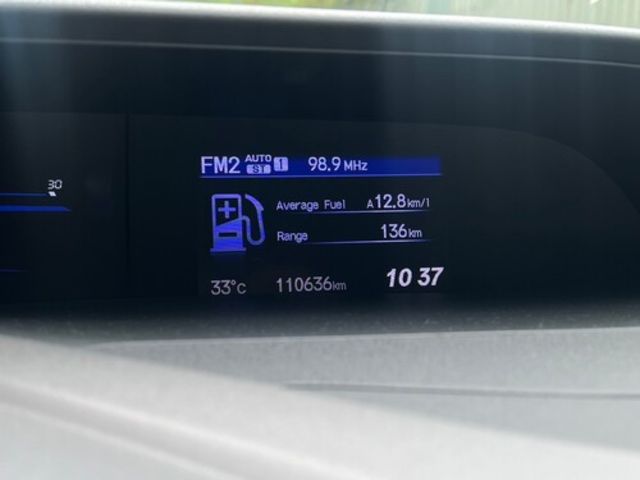 FM2 AUTO ST 1 98.9 MHz
30
Average Fuel A 12.8 km/l
Range 136 km
33°C 110636 km 10 37